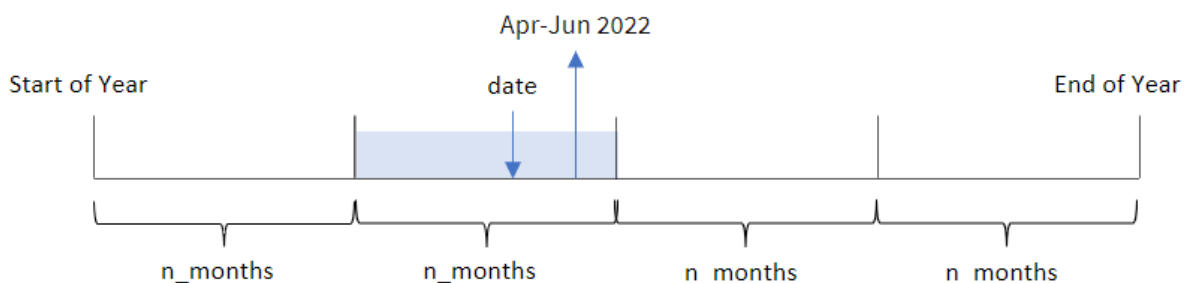 Apr-Jun 2022
Start of Year
date
End of Year
n_months
n_months
n months
n months